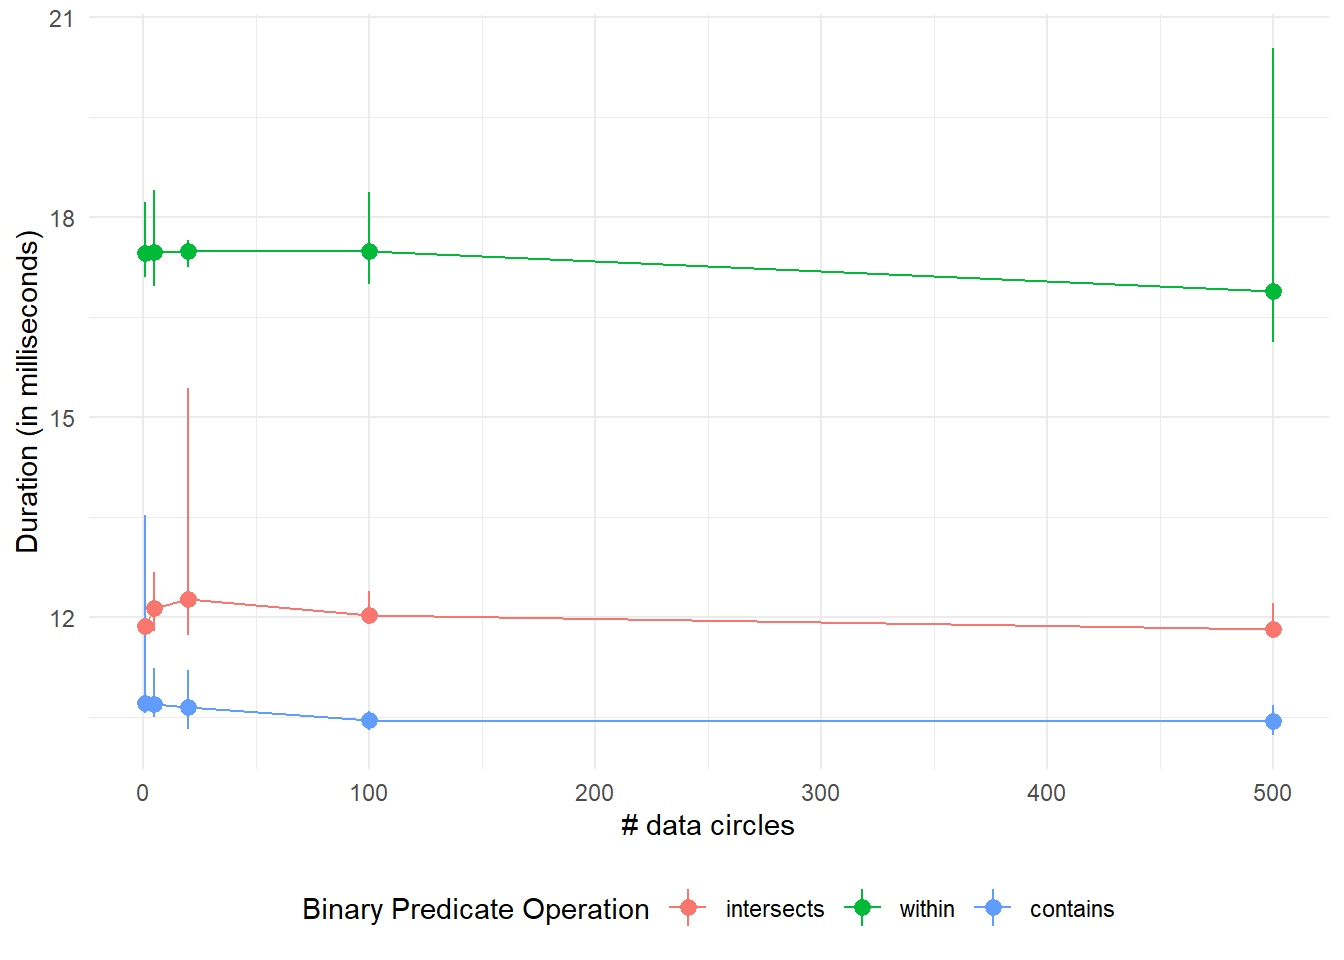 21
18
15
12
Duration (in milliseconds)
0 100 200 300 400 500
# data circles
Binary Predicate Operation intersects within contains